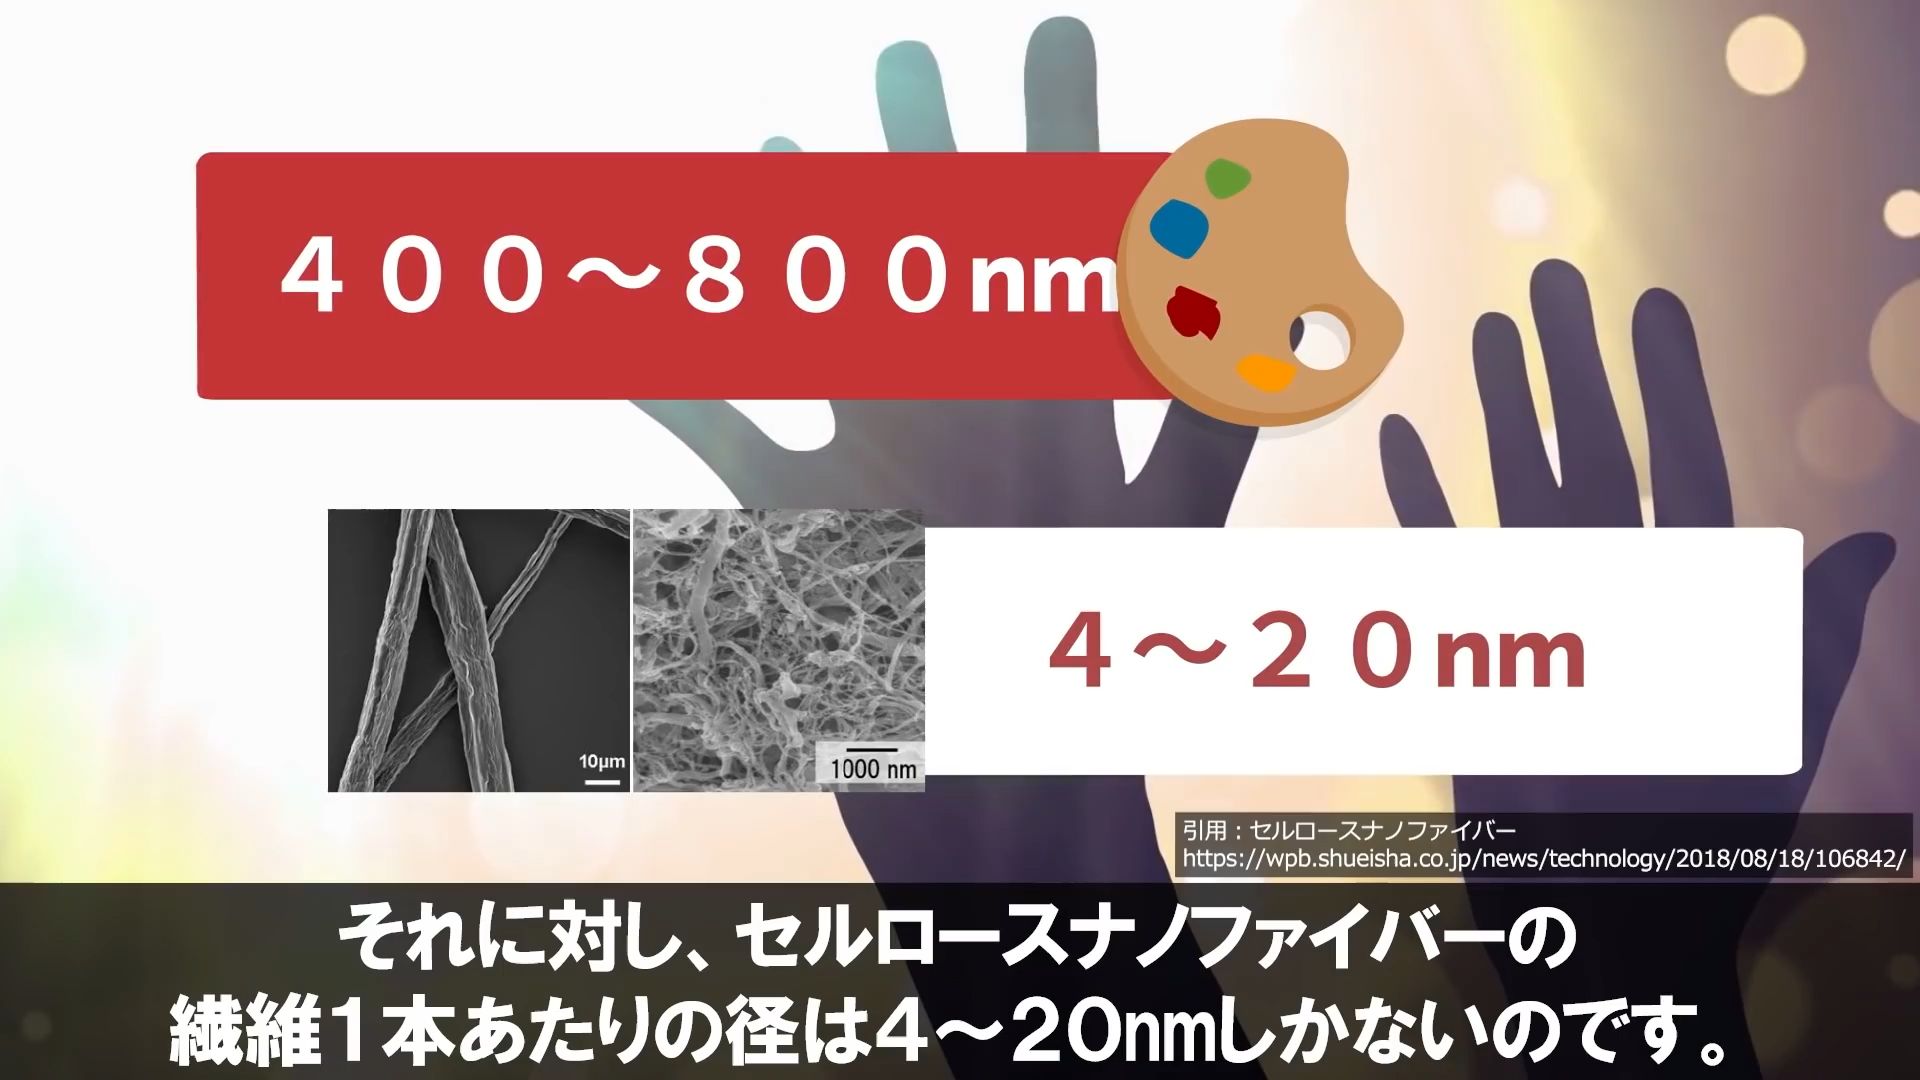 ４００～８００nm
10μm
1000 nm
４～２０nm
引用：セルロースナノファイバー
https://wpb.shueisha.co.jp/news/technology/2018/08/18/106842/
それに対し、セルロースナノファイバーの
繊維１本あたりの径は４～２０nmしかないのです。